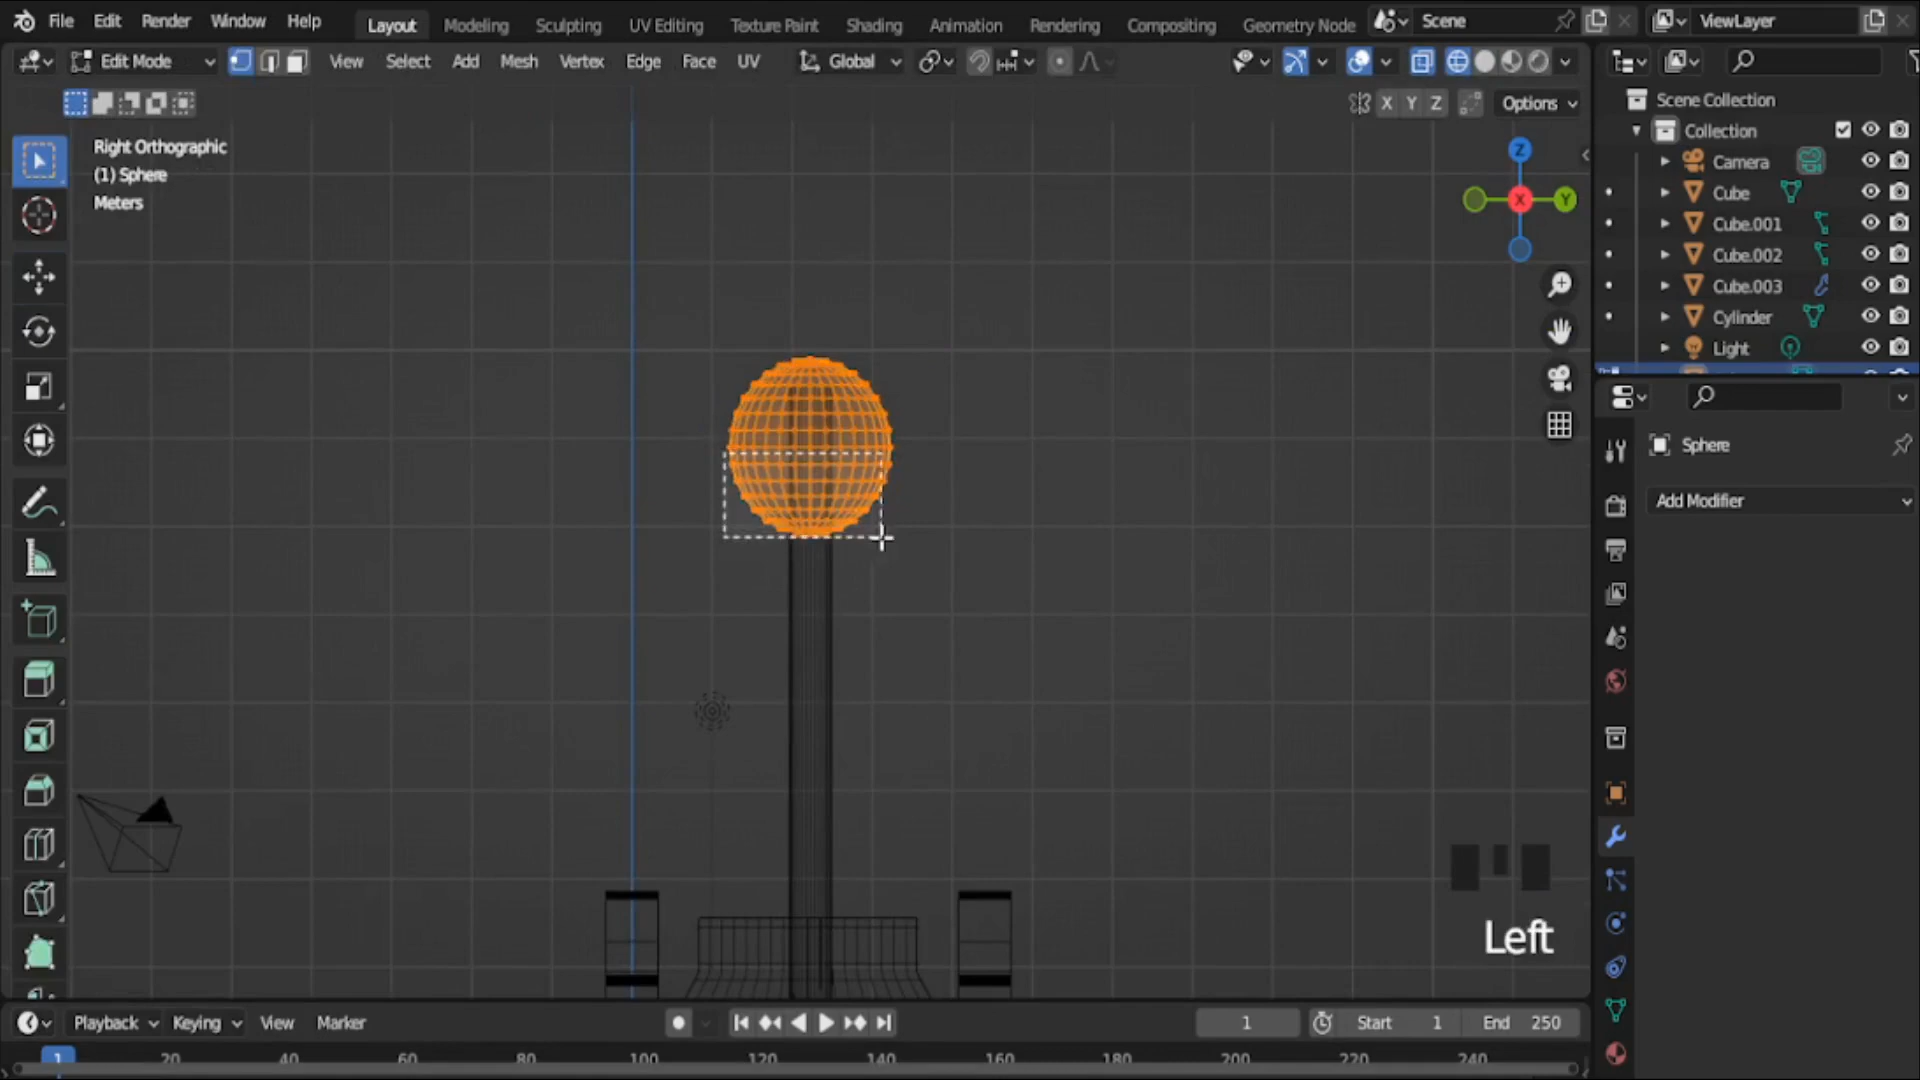 File Edit Render Window Help Layout Modeling Sculpting UV Editing Texture Paint Shading Animation Rendering Compositing Geometry Node Scene ViewLayer
Edit Mode View Select Add Mesh Vertex Edge Face UV Global
X Y Z Options
Right Orthographic
(1) Sphere
Meters
Z
X Y
Scene Collection
Collection
Camera
Cube
Cube.001
Cube.002
Cube.003
Cylinder
Light
Sphere
Add Modifier
Left
Playback Keying View Marker 1 Start 1 End 250
1 20 40 60 80 100 120 140 160 180 200 220 240